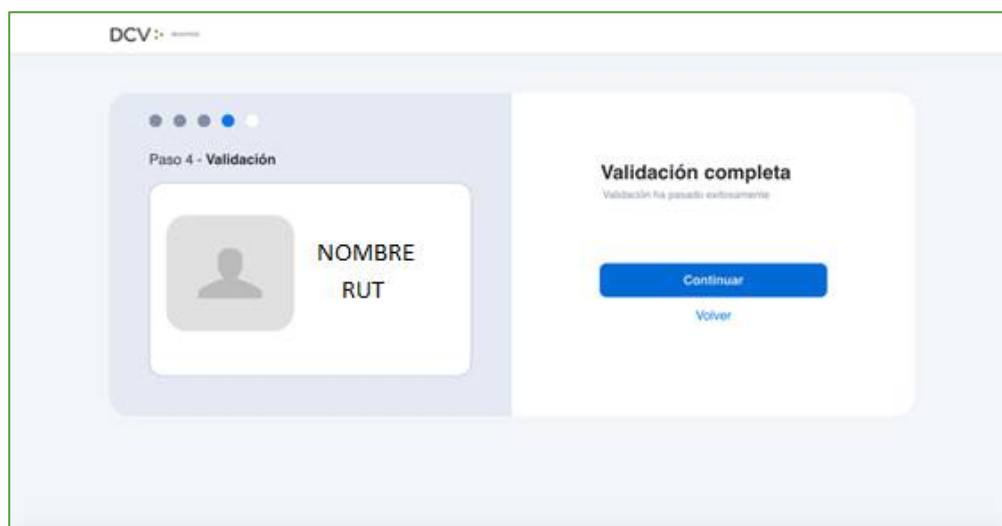 DCV
Paso 4 - Validación
NOMBRE
RUT
Validación completa
Validación ha pasado exitosamente
Continuar
Volver